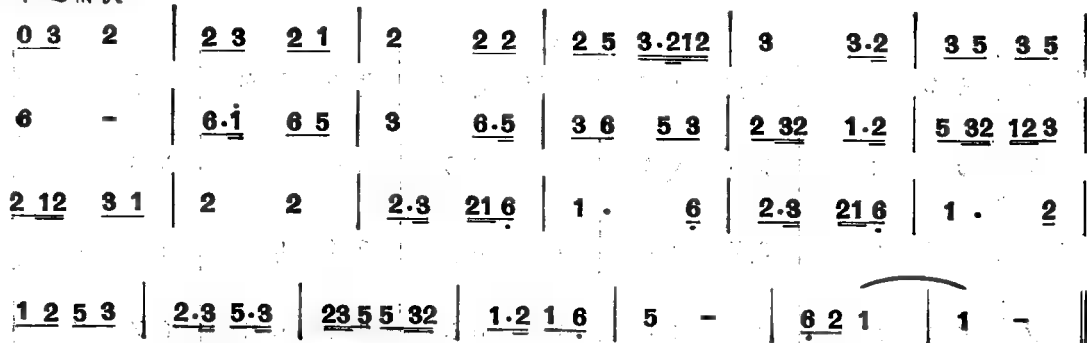 0 3 2 | 2 3 2 1 | 2 2 2 | 2 5 3·212 | 3 3·2 | 3 5 3 5 |
6 - | 6·i̇ 6 5 | 3 6·5 | 3 6 5 3 | 2 32 1·2 | 5 32 123 |
2 12 3 1 | 2 2 | 2·3 21 6̣ | 1 · 6̣ | 2·3 21 6̣ | 1 · 2 |
1 2 5 3 | 2·3 5·3 | 23 5 5 32 | 1·2 1 6̣ | 5 - | 6̣ 2 1 | 1 - ‖